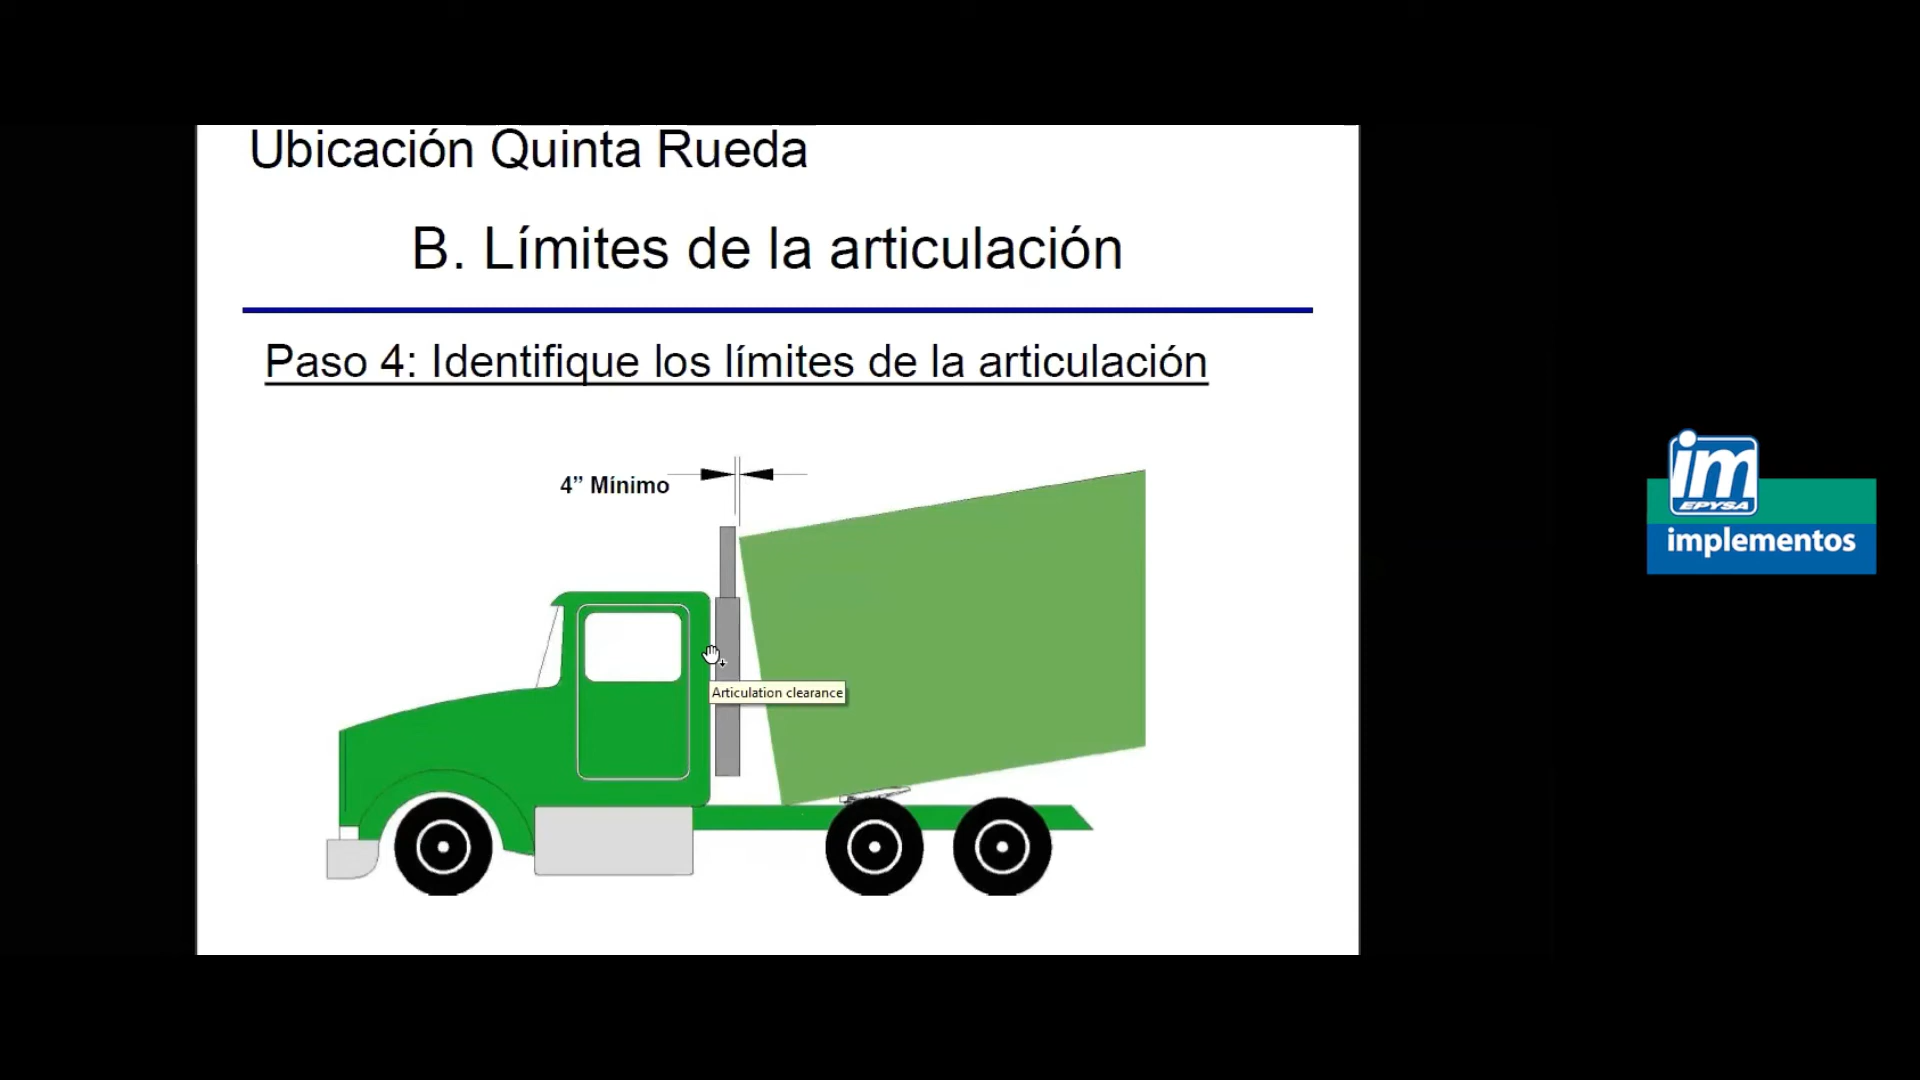 Ubicación Quinta Rueda
B. Límites de la articulación
Paso 4: Identifique los límites de la articulación
4” Mínimo
Articulation clearance
im
EPYSA
implementos